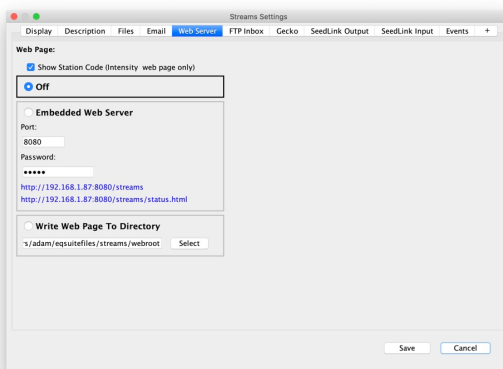 Streams Settings
Display Description Files Email Web Server FTP Inbox Gecko SeedLink Output SeedLink Input Events +
Web Page:
Show Station Code (Intensity web page only)
Off
Embedded Web Server
Port:
8080
Password:
•••••
http://192.168.1.87:8080/streams
http://192.168.1.87:8080/streams/status.html
Write Web Page To Directory
's/adam/eqsuitefiles/streams/webroot Select
Save Cancel